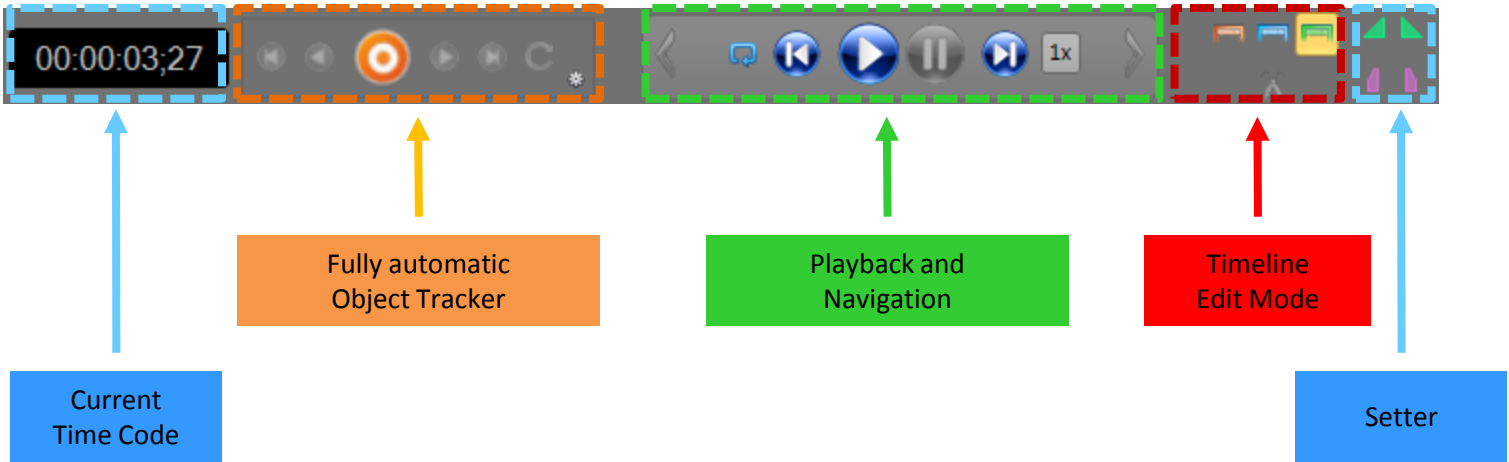 00:00:03;27
1x
Fully automatic
Object Tracker
Playback and
Navigation
Timeline
Edit Mode
Current
Time Code
Setter